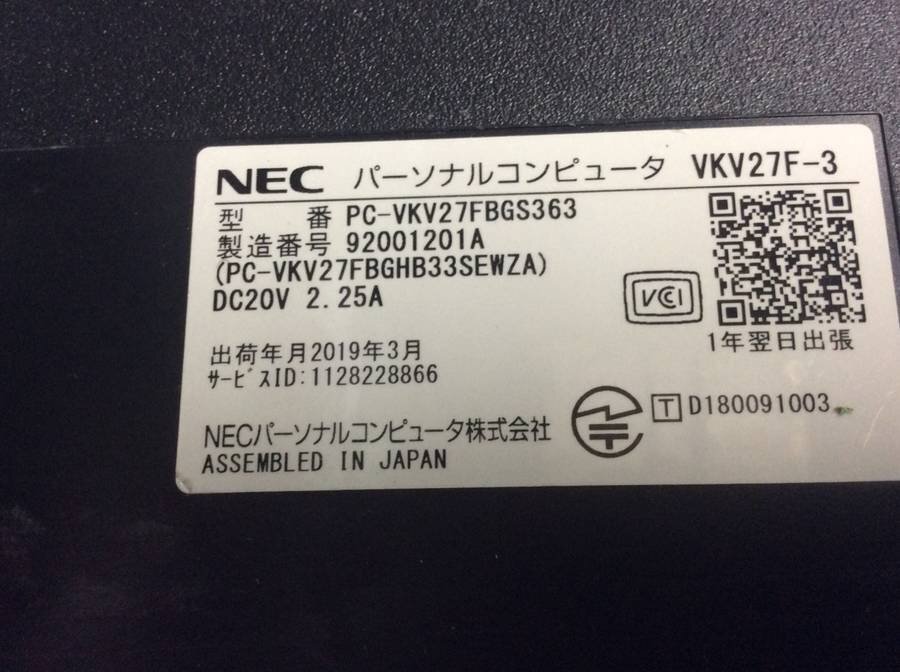 NEC パーソナルコンピュータ VKV27F-3
型 番 PC-VKV27FBGS363
製造番号 92001201A
(PC-VKV27FBGHB33SEWZA)
DC20V 2.25A
VCCI
1年翌日出張
出荷年月2019年3月
サービスID:1128228866
T D180091003
NECパーソナルコンピュータ株式会社
ASSEMBLED IN JAPAN